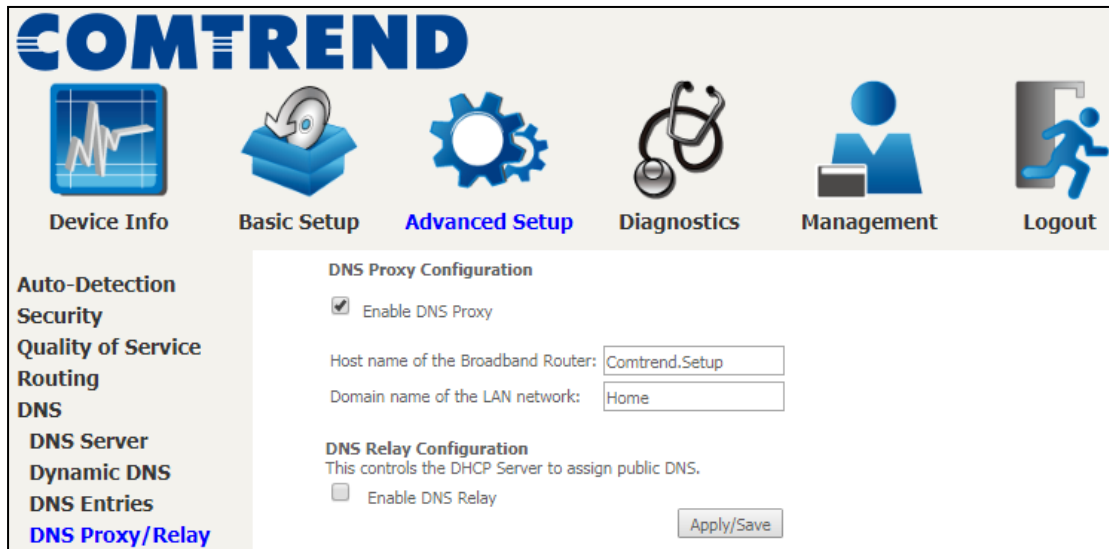 COMTREND
Device Info
Basic Setup
Advanced Setup
Diagnostics
Management
Logout
Auto-Detection
Security
Quality of Service
Routing
DNS
DNS Server
Dynamic DNS
DNS Entries
DNS Proxy/Relay
DNS Proxy Configuration
Enable DNS Proxy
Host name of the Broadband Router: Comtrend.Setup
Domain name of the LAN network: Home
DNS Relay Configuration
This controls the DHCP Server to assign public DNS.
Enable DNS Relay
Apply/Save